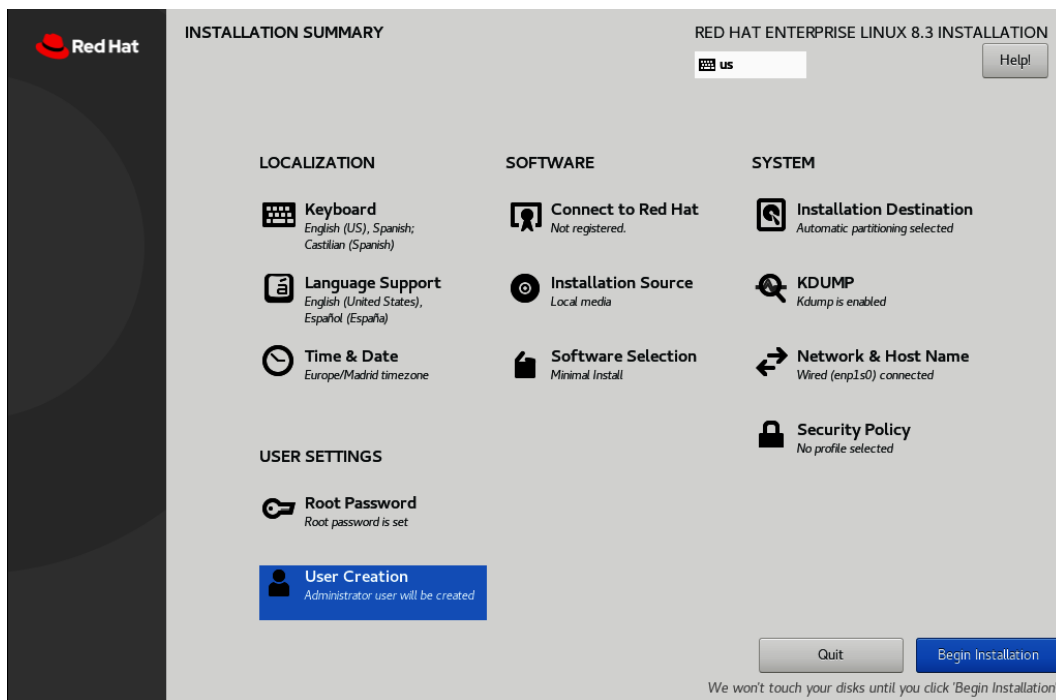 Red Hat
INSTALLATION SUMMARY
RED HAT ENTERPRISE LINUX 8.3 INSTALLATION
us
Help!
LOCALIZATION
Keyboard
English (US), Spanish;
Castilian (Spanish)
Language Support
English (United States),
Español (España)
Time & Date
Europe/Madrid timezone
SOFTWARE
Connect to Red Hat
Not registered.
Installation Source
Local media
Software Selection
Minimal Install
SYSTEM
Installation Destination
Automatic partitioning selected
KDUMP
Kdump is enabled
Network & Host Name
Wired (enp1s0) connected
Security Policy
No profile selected
USER SETTINGS
Root Password
Root password is set
User Creation
Administrator user will be created
Quit
Begin Installation
We won't touch your disks until you click 'Begin Installation